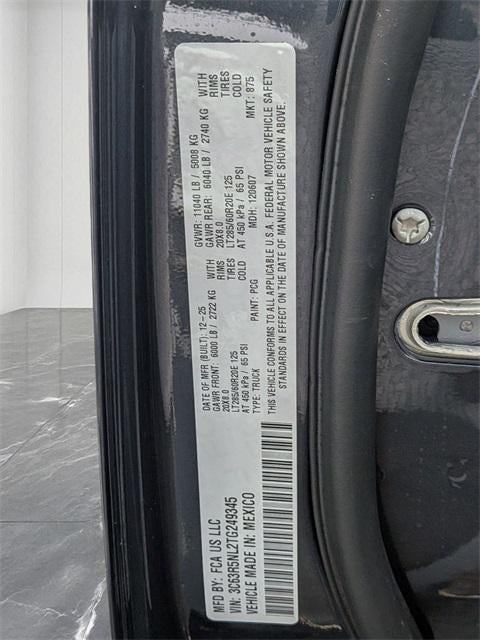 MFD BY: FCA US LLC
VIN: 3C63R5NL2TG249345
VEHICLE MADE IN: MEXICO
DATE OF MFR (BUILT): 12-25 GVWR: 11040 LB / 5008 KG
GAWR FRONT: 6000 LB / 2722 KG WITH GAWR REAR: 6040 LB / 2740 KG WITH
20X8.0 RIMS 20X8.0 RIMS
LT285/60R20E 125 TIRES LT285/60R20E 125 TIRES
AT 450 kPa / 65 PSI COLD AT 450 kPa / 65 PSI COLD
TYPE: TRUCK PAINT: PCG MDH: 120607 MKT: 875
THIS VEHICLE CONFORMS TO ALL APPLICABLE U.S.A. FEDERAL MOTOR VEHICLE SAFETY
STANDARDS IN EFFECT ON THE DATE OF MANUFACTURE SHOWN ABOVE.